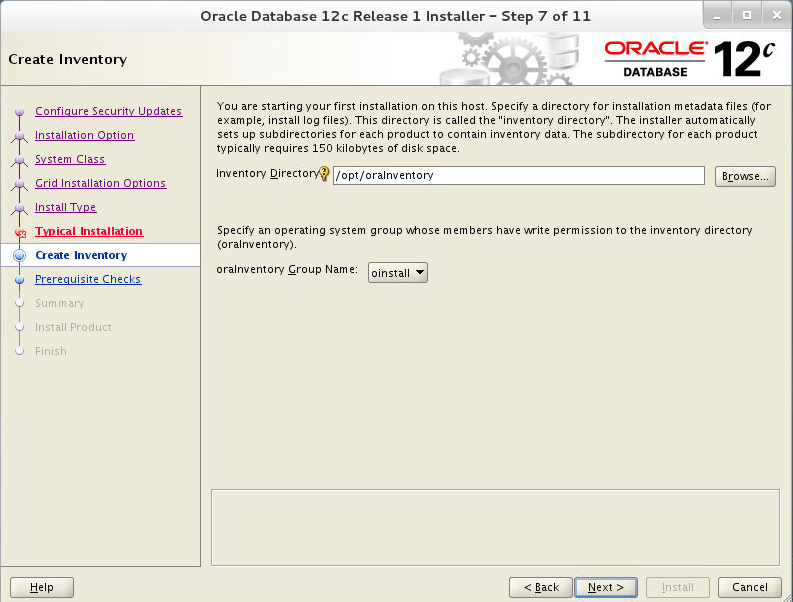 Oracle Database 12c Release 1 Installer - Step 7 of 11
Create Inventory
ORACLE®
DATABASE 12c
Configure Security Updates
Installation Option
System Class
Grid Installation Options
Install Type
Typical Installation
Create Inventory
Prerequisite Checks
Summary
Install Product
Finish
You are starting your first installation on this host. Specify a directory for installation metadata files (for
example, install log files). This directory is called the "inventory directory". The installer automatically
sets up subdirectories for each product to contain inventory data. The subdirectory for each product
typically requires 150 kilobytes of disk space.
Inventory Directory /opt/oraInventory Browse...
Specify an operating system group whose members have write permission to the inventory directory
(oraInventory).
oraInventory Group Name: oinstall
Help < Back Next > Install Cancel